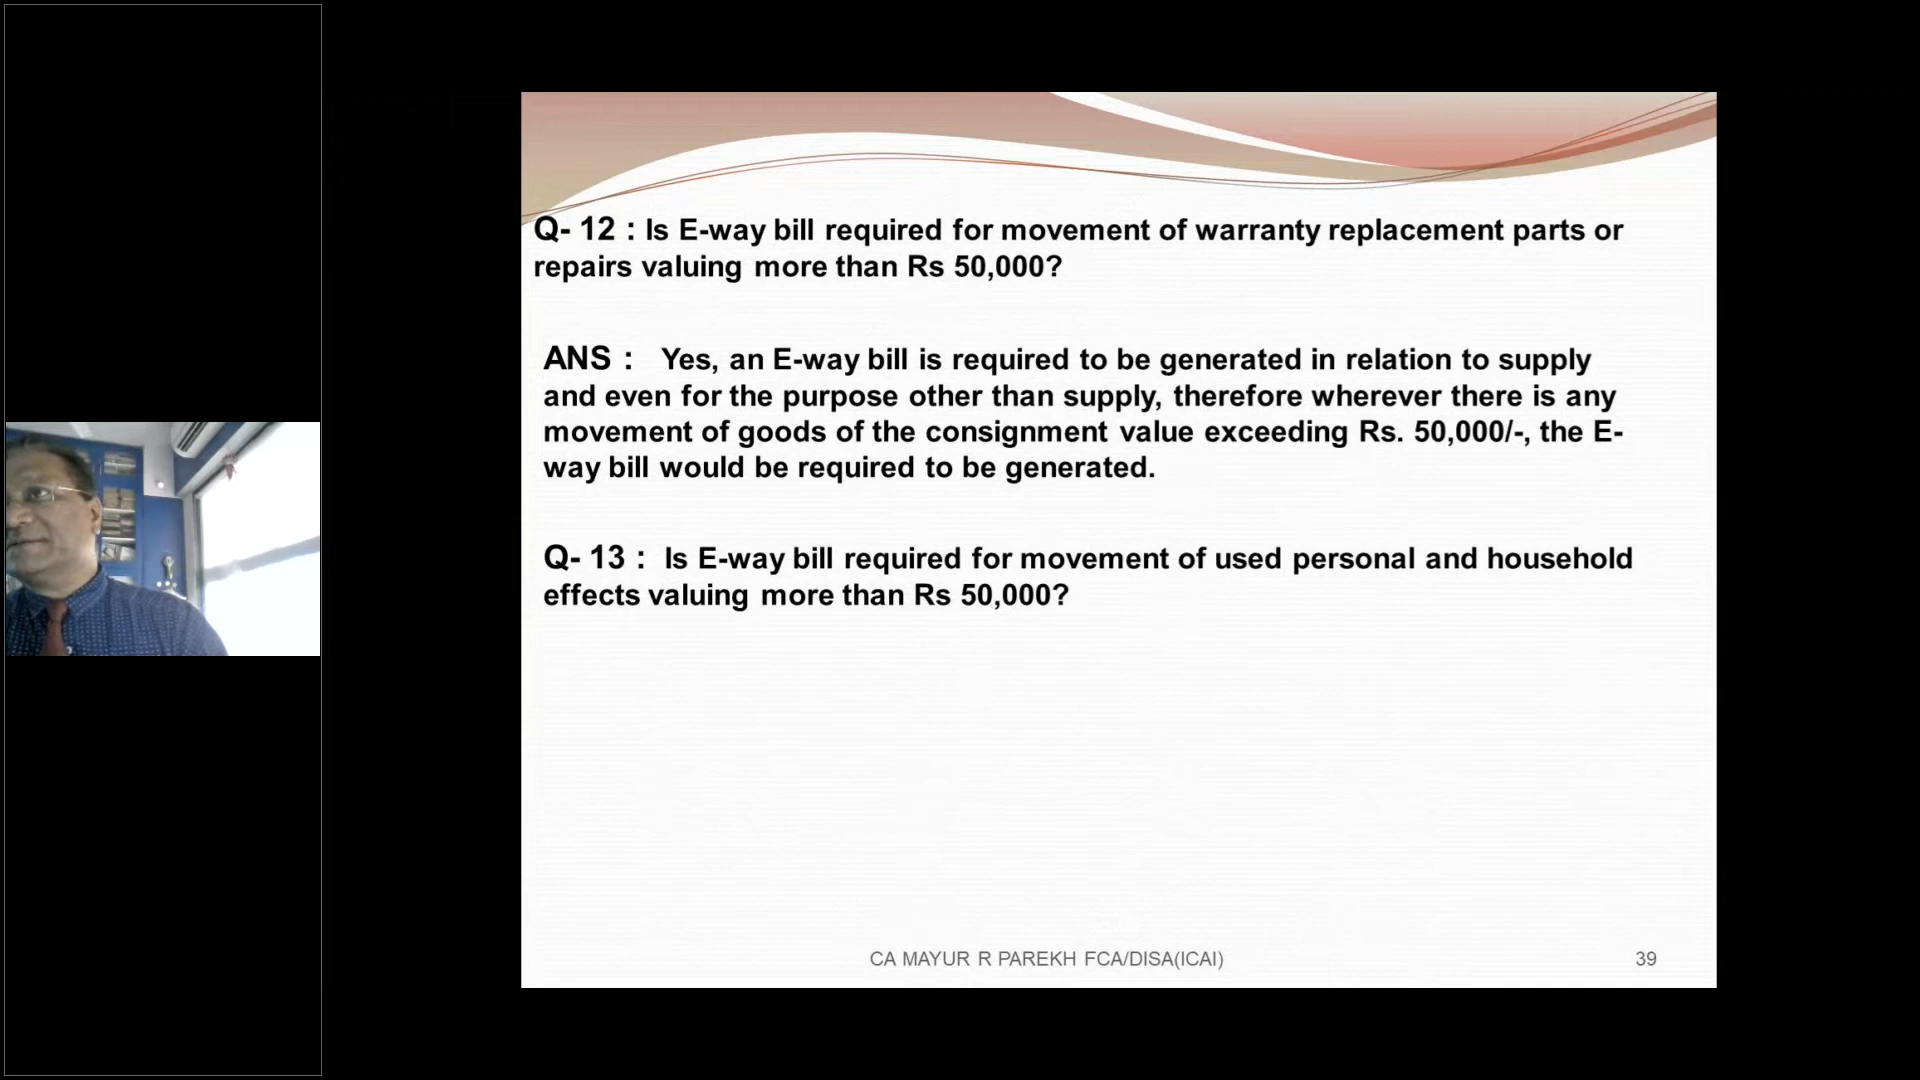 Q- 12 : Is E-way bill required for movement of warranty replacement parts or
repairs valuing more than Rs 50,000?
ANS : Yes, an E-way bill is required to be generated in relation to supply
and even for the purpose other than supply, therefore wherever there is any
movement of goods of the consignment value exceeding Rs. 50,000/-, the E-
way bill would be required to be generated.
Q- 13 : Is E-way bill required for movement of used personal and household
effects valuing more than Rs 50,000?
CA MAYUR R PAREKH FCA/DISA(ICAI)
39